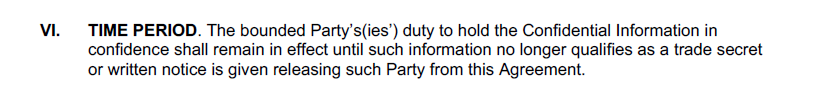 VI. TIME PERIOD. The bounded Party's(ies') duty to hold the Confidential Information in
confidence shall remain in effect until such information no longer qualifies as a trade secret
or written notice is given releasing such Party from this Agreement.